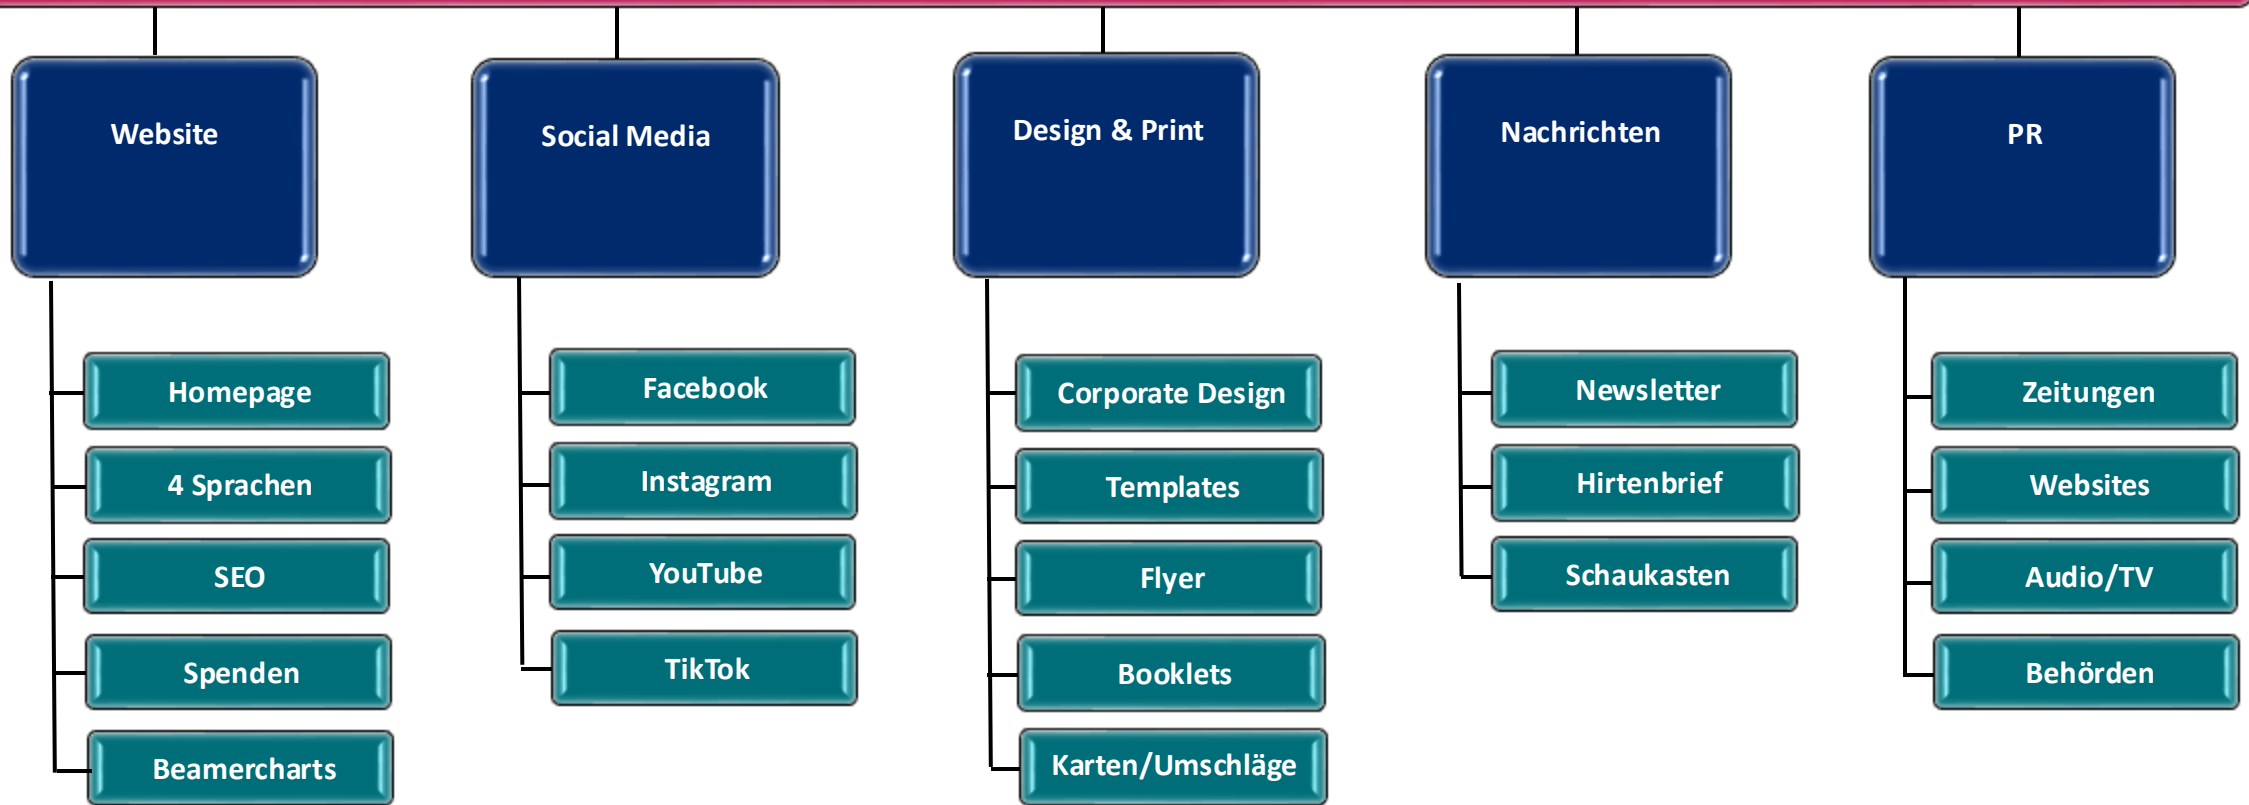 Website
Homepage
4 Sprachen
SEO
Spenden
Beamercharts
Social Media
Facebook
Instagram
YouTube
TikTok
Design & Print
Corporate Design
Templates
Flyer
Booklets
Karten/Umschläge
Nachrichten
Newsletter
Hirtenbrief
Schaukasten
PR
Zeitungen
Websites
Audio/TV
Behörden